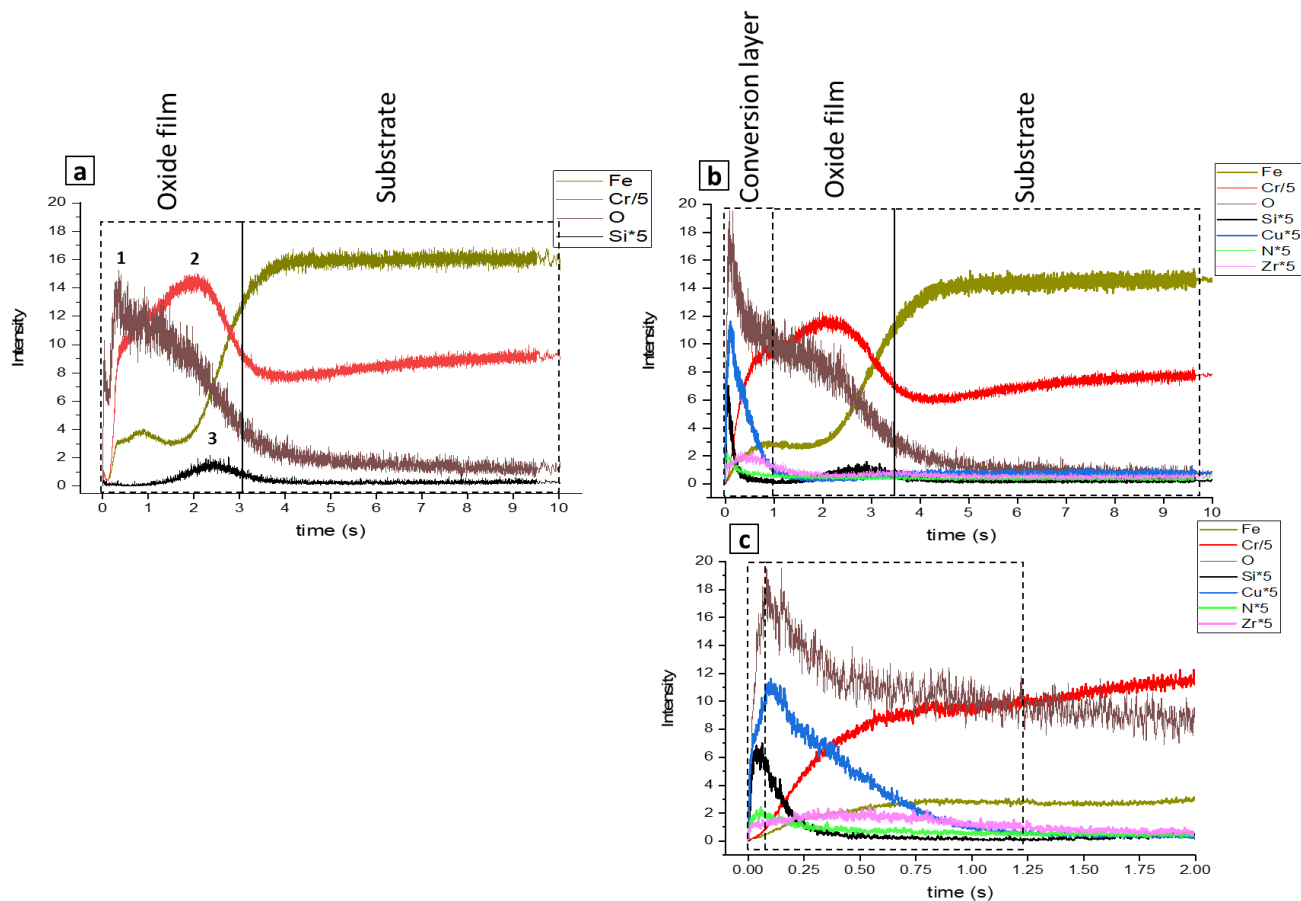 a
Oxide film
Substrate
Fe
Cr/5
O
Si*5
1
2
3
20
18
16
14
12
10
8
6
4
2
0
Intensity
0 1 2 3 4 5 6 7 8 9 10
time (s)
b
Conversion layer
Oxide film
Substrate
Fe
Cr/5
O
Si*5
Cu*5
N*5
Zr*5
20
18
16
14
12
10
8
6
4
2
0
Intensity
0 1 2 3 4 5 6 7 8 9 10
time (s)
c
Fe
Cr/5
O
Si*5
Cu*5
N*5
Zr*5
20
18
16
14
12
10
8
6
4
2
0
Intensity
0.00 0.25 0.50 0.75 1.00 1.25 1.50 1.75 2.00
time (s)